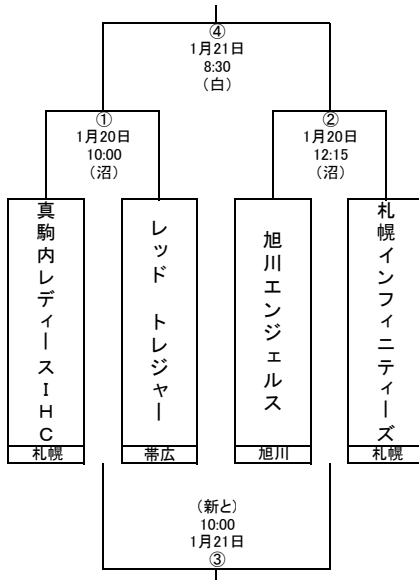 ④
1月21日
8:30
（白）
①
1月20日
10:00
（沼）
②
1月20日
12:15
（沼）
真駒内レディースIHC
レッド トレジャー
旭川エンジェルス
札幌インフィニティーズ
札幌
帯広
旭川
札幌
（新と）
10:00
1月21日
③